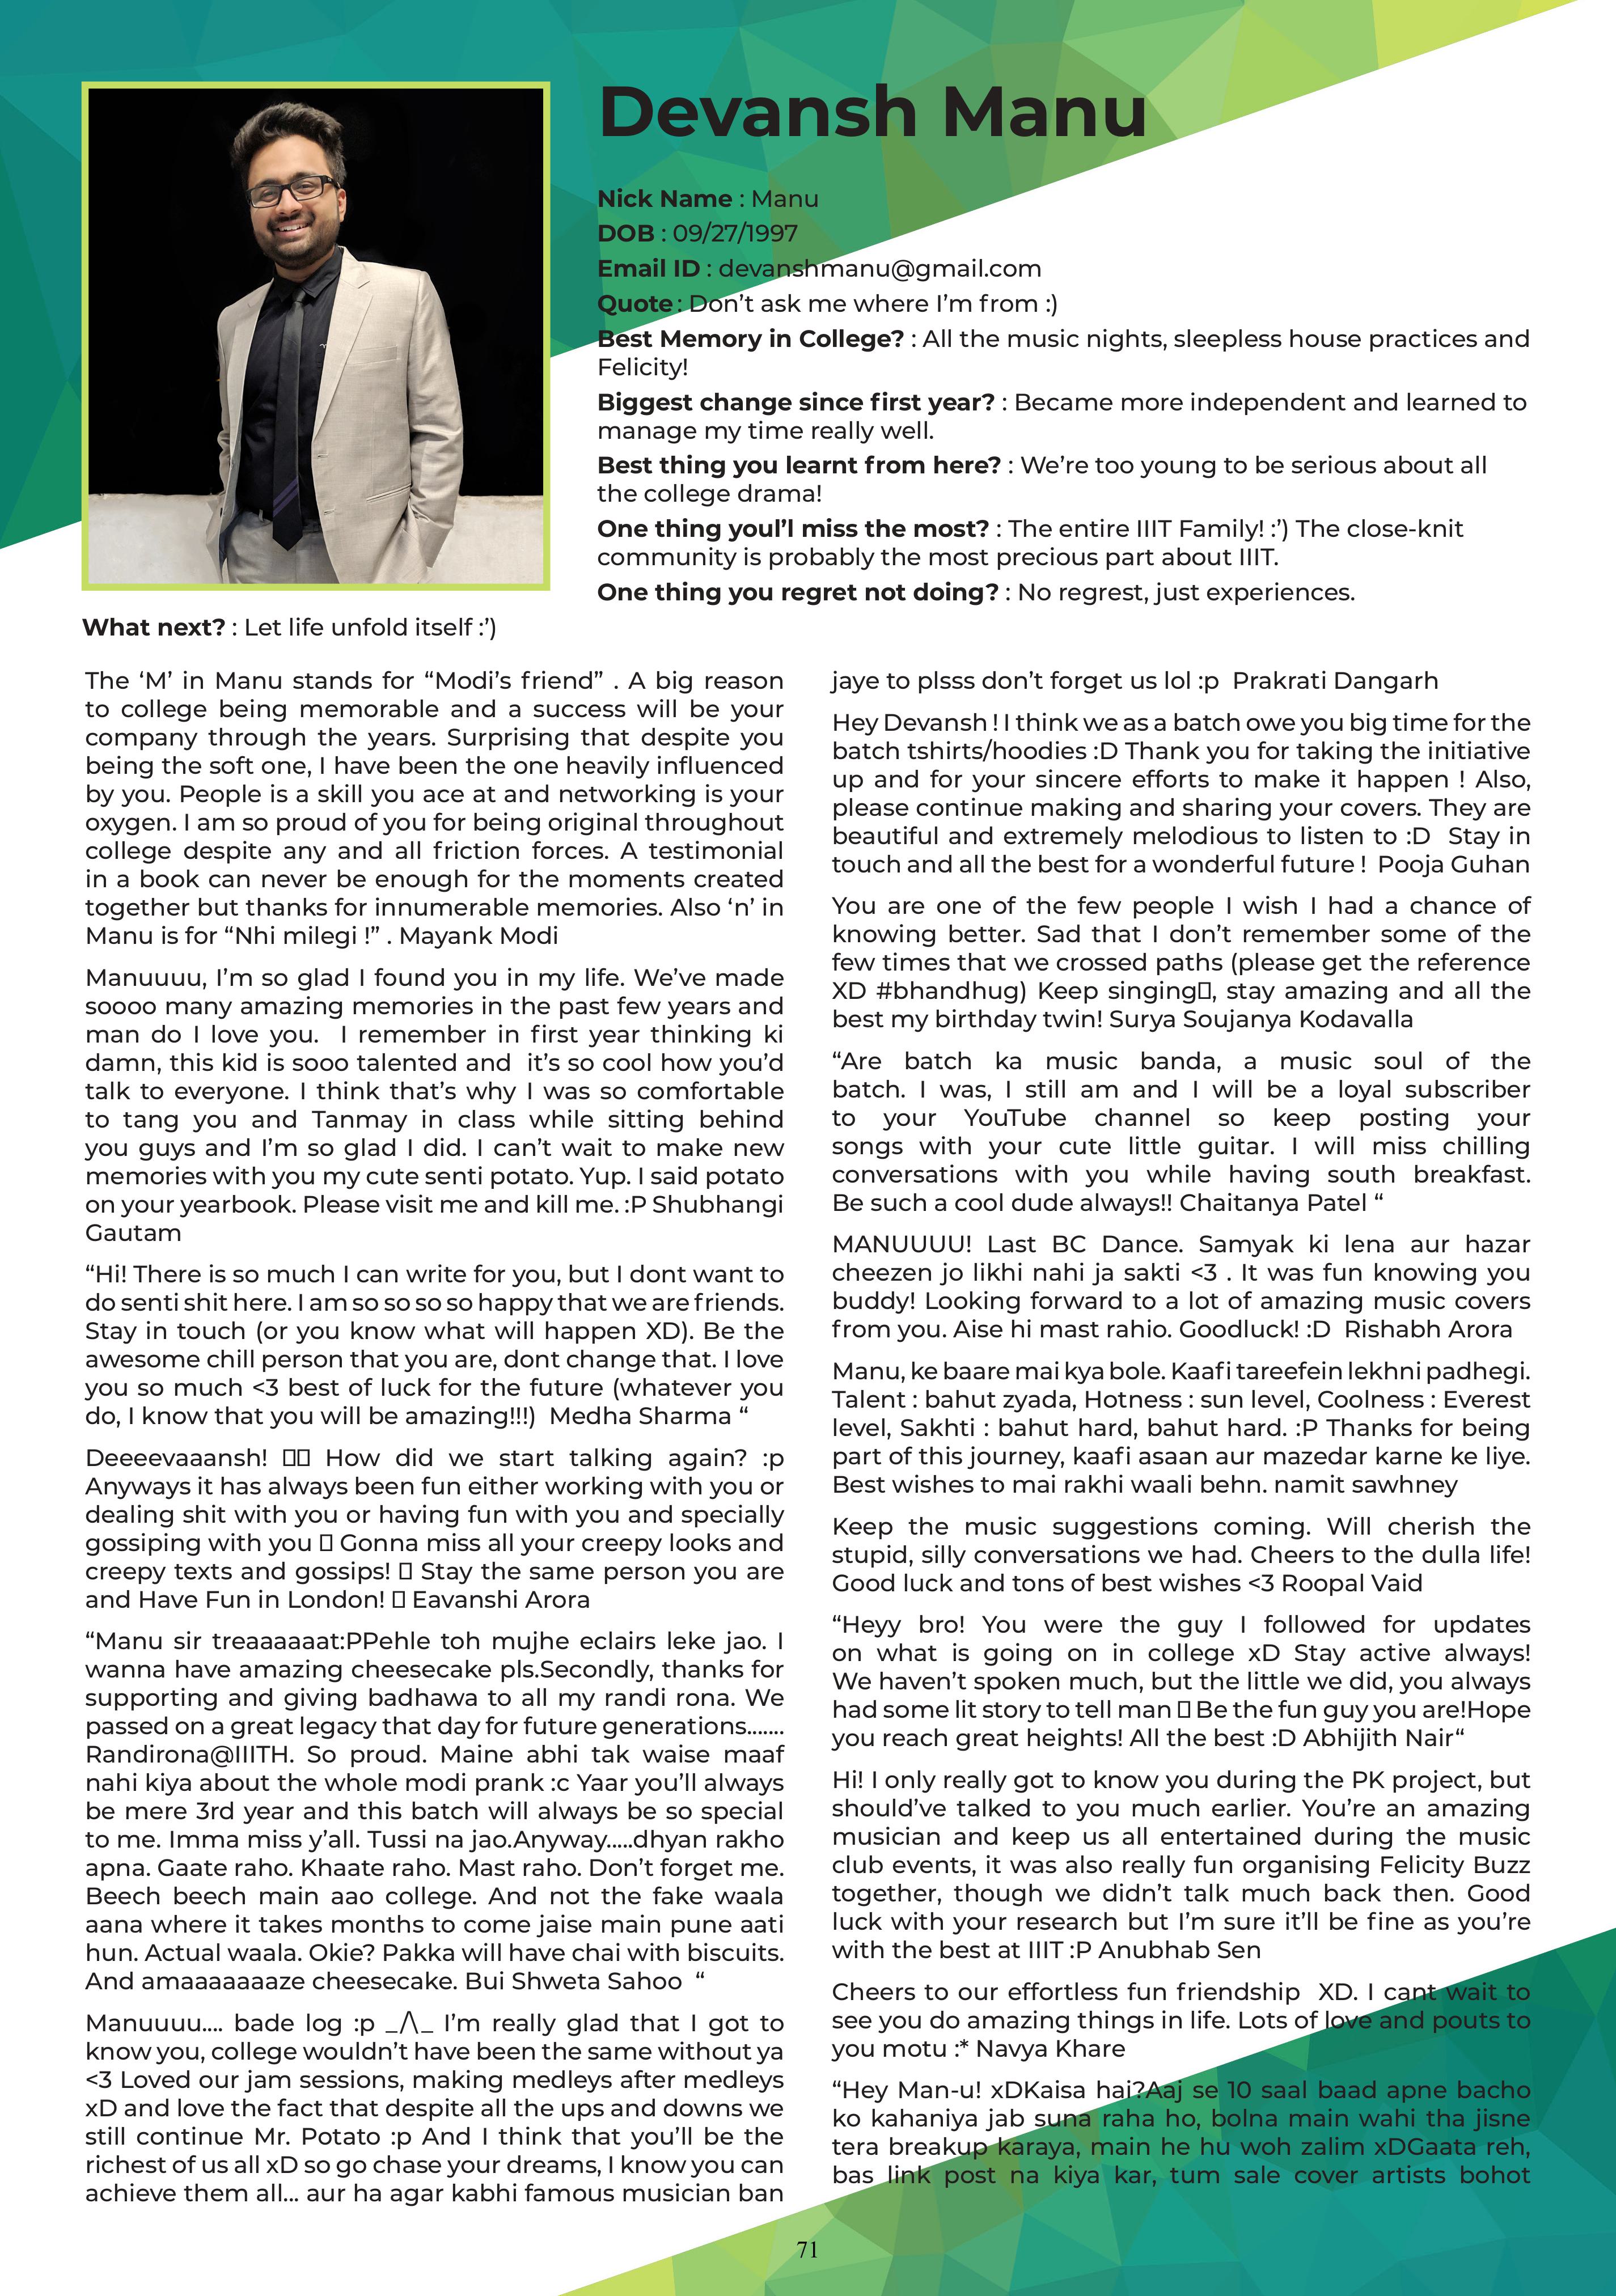 Devansh Manu
Nick Name : Manu
DOB : 09/27/1997
Email ID : devanshmanu@gmail.com
Quote : Don’t ask me where I’m from :)
Best Memory in College? : All the music nights, sleepless house practices and
Felicity!
Biggest change since first year? : Became more independent and learned to
manage my time really well.
Best thing you learnt from here? : We’re too young to be serious about all
the college drama!
One thing youl’l miss the most? : The entire IIIT Family! :’) The close-knit
community is probably the most precious part about IIIT.
One thing you regret not doing? : No regrest, just experiences.
What next? : Let life unfold itself :’)
The ‘M’ in Manu stands for “Modi’s friend” . A big reason
to college being memorable and a success will be your
company through the years. Surprising that despite you
being the soft one, I have been the one heavily influenced
by you. People is a skill you ace at and networking is your
oxygen. I am so proud of you for being original throughout
college despite any and all friction forces. A testimonial
in a book can never be enough for the moments created
together but thanks for innumerable memories. Also ‘n’ in
Manu is for “Nhi milegi !” . Mayank Modi
Manuuuu, I’m so glad I found you in my life. We’ve made
soooo many amazing memories in the past few years and
man do I love you.  I remember in first year thinking ki
damn, this kid is sooo talented and  it’s so cool how you’d
talk to everyone. I think that’s why I was so comfortable
to tang you and Tanmay in class while sitting behind
you guys and I’m so glad I did. I can’t wait to make new
memories with you my cute senti potato. Yup. I said potato
on your yearbook. Please visit me and kill me. :P Shubhangi
Gautam
“Hi! There is so much I can write for you, but I dont want to
do senti shit here. I am so so so so happy that we are friends.
Stay in touch (or you know what will happen XD). Be the
awesome chill person that you are, dont change that. I love
you so much <3 best of luck for the future (whatever you
do, I know that you will be amazing!!!)  Medha Sharma “
Deeeevaaansh! ▯▯ How did we start talking again? :p
Anyways it has always been fun either working with you or
dealing shit with you or having fun with you and specially
gossiping with you ▯ Gonna miss all your creepy looks and
creepy texts and gossips! ▯ Stay the same person you are
and Have Fun in London! ▯ Eavanshi Arora
“Manu sir treaaaaaat:PPehle toh mujhe eclairs leke jao. I
wanna have amazing cheesecake pls.Secondly, thanks for
supporting and giving badhawa to all my randi rona. We
passed on a great legacy that day for future generations.......
Randirona@IIITH. So proud. Maine abhi tak waise maaf
nahi kiya about the whole modi prank :c Yaar you’ll always
be mere 3rd year and this batch will always be so special
to me. Imma miss y’all. Tussi na jao.Anyway.....dhyan rakho
apna. Gaate raho. Khaate raho. Mast raho. Don’t forget me.
Beech beech main aao college. And not the fake waala
aana where it takes months to come jaise main pune aati
hun. Actual waala. Okie? Pakka will have chai with biscuits.
And amaaaaaaaze cheesecake. Bui Shweta Sahoo  “
Manuuuu.... bade log :p _/\_ I’m really glad that I got to
know you, college wouldn’t have been the same without ya
<3 Loved our jam sessions, making medleys after medleys
xD and love the fact that despite all the ups and downs we
still continue Mr. Potato :p And I think that you’ll be the
richest of us all xD so go chase your dreams, I know you can
achieve them all... aur ha agar kabhi famous musician ban
jaye to plsss don’t forget us lol :p  Prakrati Dangarh
Hey Devansh ! I think we as a batch owe you big time for the
batch tshirts/hoodies :D Thank you for taking the initiative
up and for your sincere efforts to make it happen ! Also,
please continue making and sharing your covers. They are
beautiful and extremely melodious to listen to :D  Stay in
touch and all the best for a wonderful future !  Pooja Guhan
You are one of the few people I wish I had a chance of
knowing better. Sad that I don’t remember some of the
few times that we crossed paths (please get the reference
XD #bhandhug) Keep singing▯, stay amazing and all the
best my birthday twin! Surya Soujanya Kodavalla
“Are batch ka music banda, a music soul of the
batch. I was, I still am and I will be a loyal subscriber
to your YouTube channel so keep posting your
songs with your cute little guitar. I will miss chilling
conversations with you while having south breakfast.
Be such a cool dude always!! Chaitanya Patel “
MANUUUU! Last BC Dance. Samyak ki lena aur hazar
cheezen jo likhi nahi ja sakti <3 . It was fun knowing you
buddy! Looking forward to a lot of amazing music covers
from you. Aise hi mast rahio. Goodluck! :D  Rishabh Arora
Manu, ke baare mai kya bole. Kaafi tareefein lekhni padhegi.
Talent : bahut zyada, Hotness : sun level, Coolness : Everest
level, Sakhti : bahut hard, bahut hard. :P Thanks for being
part of this journey, kaafi asaan aur mazedar karne ke liye.
Best wishes to mai rakhi waali behn. namit sawhney
Keep the music suggestions coming. Will cherish the
stupid, silly conversations we had. Cheers to the dulla life!
Good luck and tons of best wishes <3 Roopal Vaid
“Heyy bro! You were the guy I followed for updates
on what is going on in college xD Stay active always!
We haven’t spoken much, but the little we did, you always
had some lit story to tell man ▯ Be the fun guy you are!Hope
you reach great heights! All the best :D Abhijith Nair“
Hi! I only really got to know you during the PK project, but
should’ve talked to you much earlier. You’re an amazing
musician and keep us all entertained during the music
club events, it was also really fun organising Felicity Buzz
together, though we didn’t talk much back then. Good
luck with your research but I’m sure it’ll be fine as you’re
with the best at IIIT :P Anubhab Sen
Cheers to our effortless fun friendship  XD. I cant wait to
see you do amazing things in life. Lots of love and pouts to
you motu :* Navya Khare
“Hey Man-u! xDKaisa hai?Aaj se 10 saal baad apne bacho
ko kahaniya jab suna raha ho, bolna main wahi tha jisne
tera breakup karaya, main he hu woh zalim xDGaata reh,
bas link post na kiya kar, tum sale cover artists bohot
71